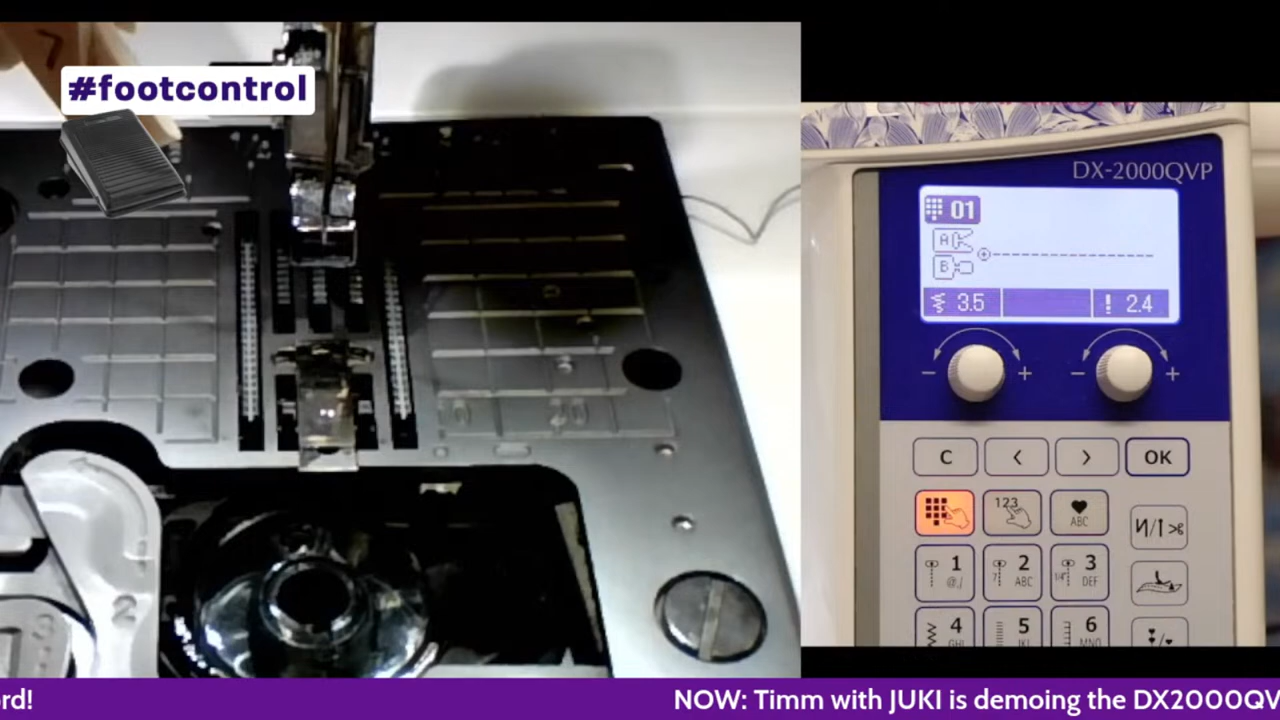 #footcontrol
DX-2000QVP
01
A
B
3.5
2.4
- + - +
C < > OK
123
ABC
1 2 3
@,/ ABC DEF
4 5 6
GHI JKL MNO
rd! NOW: Timm with JUKI is demoing the DX2000QV